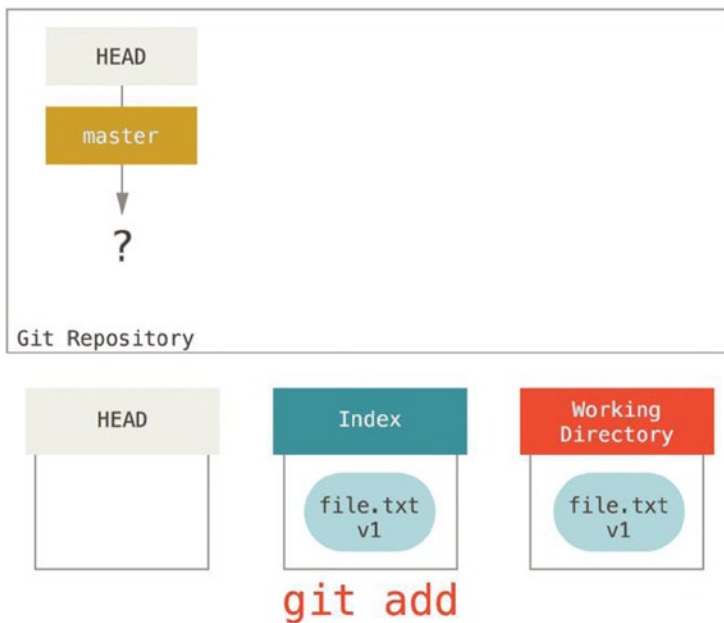 HEAD
master
?
Git Repository
HEAD
Index
Working
Directory
file.txt
v1
file.txt
v1
git add